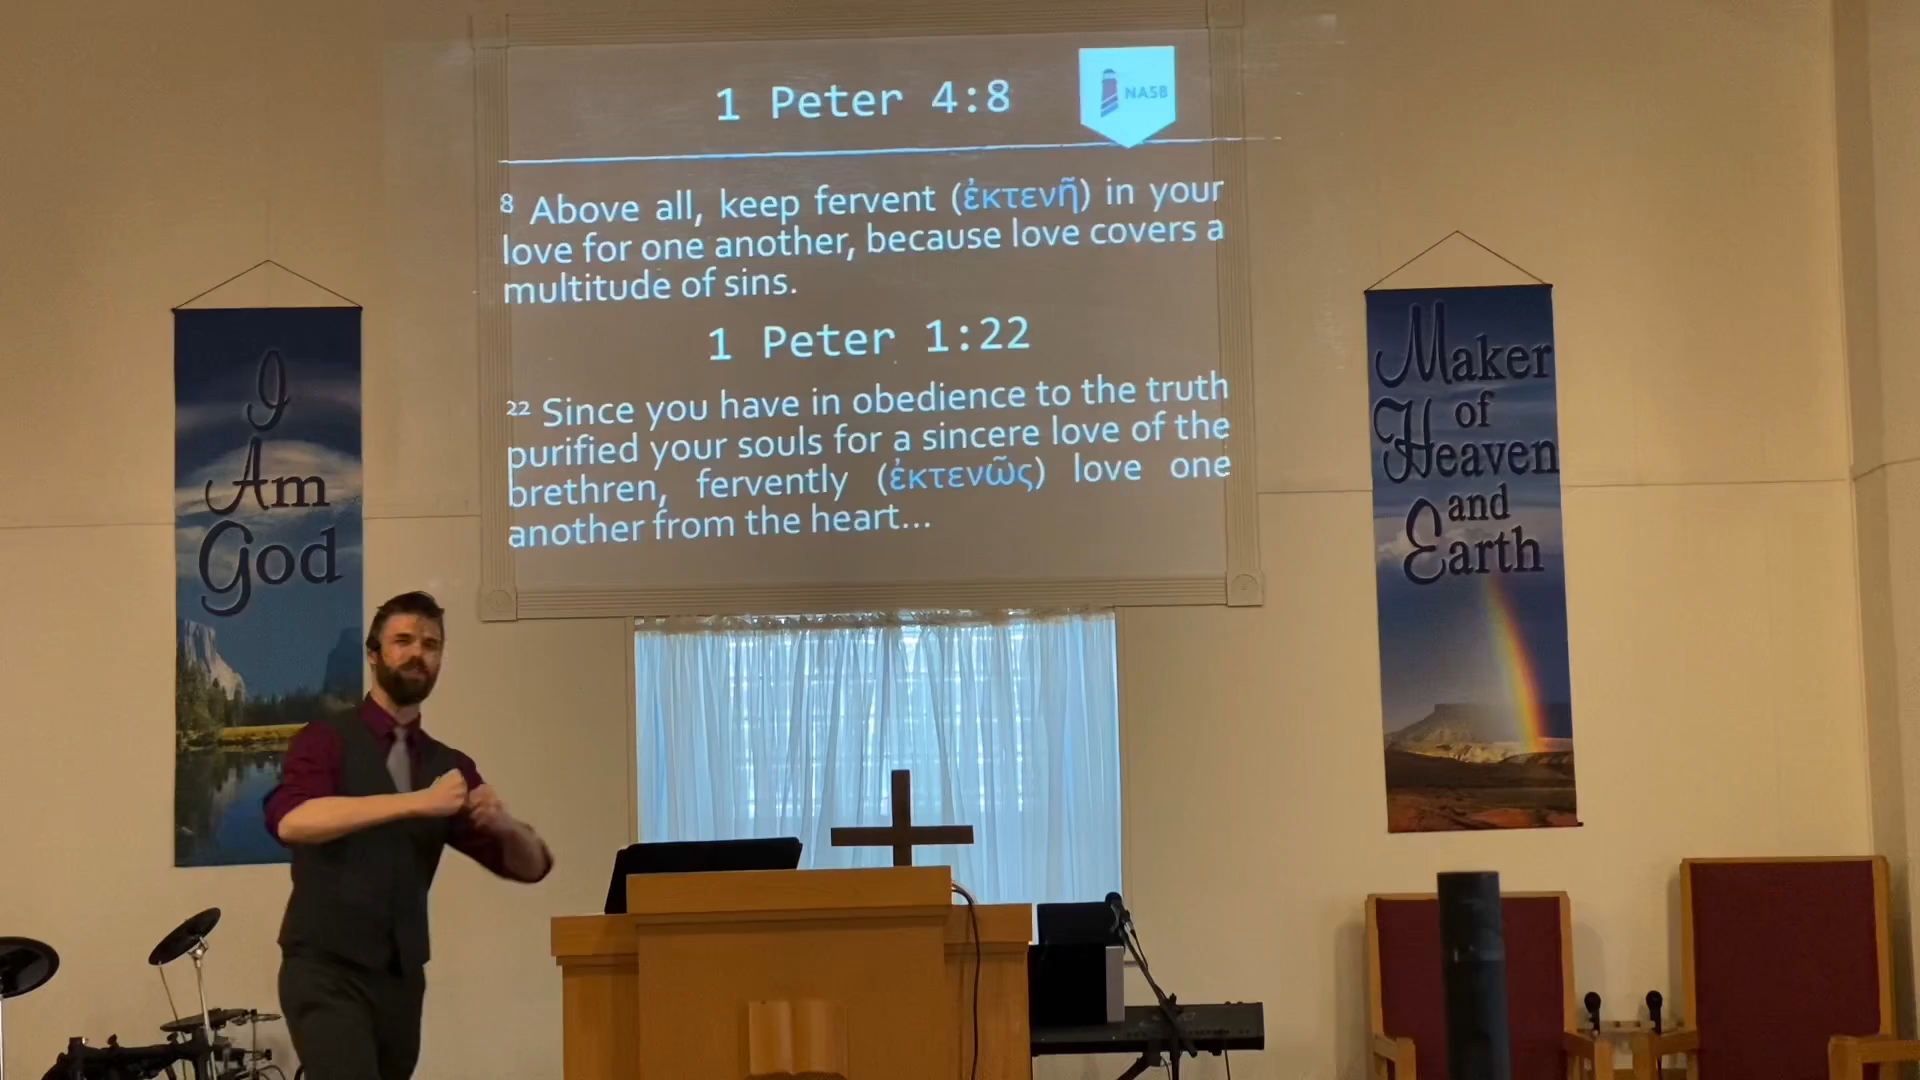 1 Peter 4:8
NASB
⁸ Above all, keep fervent (ἐκτενῆ) in your
love for one another, because love covers a
multitude of sins.
1 Peter 1:22
²² Since you have in obedience to the truth
purified your souls for a sincere love of the
brethren, fervently (ἐκτενῶς) love one
another from the heart...
I
Am
God
Maker
of
Heaven
and
Earth